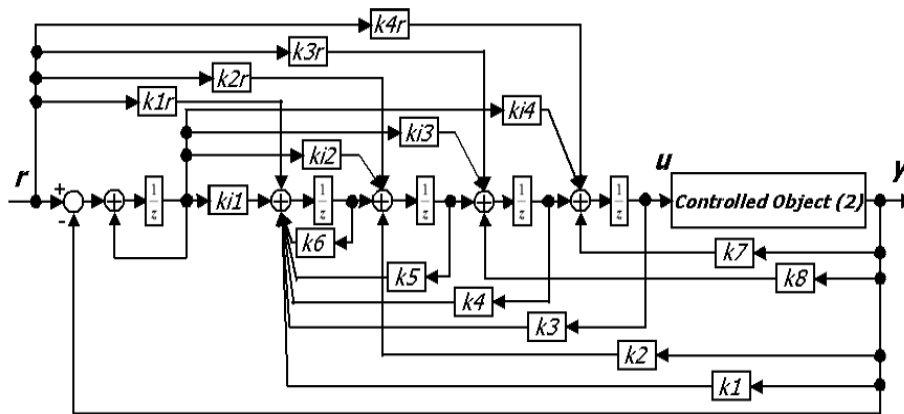 k4r
k3r
k2r
k1r
ki4
ki3
ki2
r + - 1/z ki1 1/z 1/z 1/z 1/z u Controlled Object (2) y
k6
k7
k5
k8
k4
k3
k2
k1